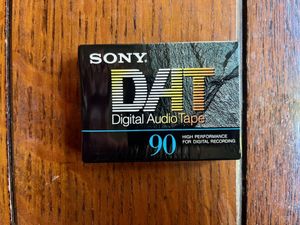 SONY.
DAT
Digital Audio Tape
90
HIGH PERFORMANCE
FOR DIGITAL RECORDING